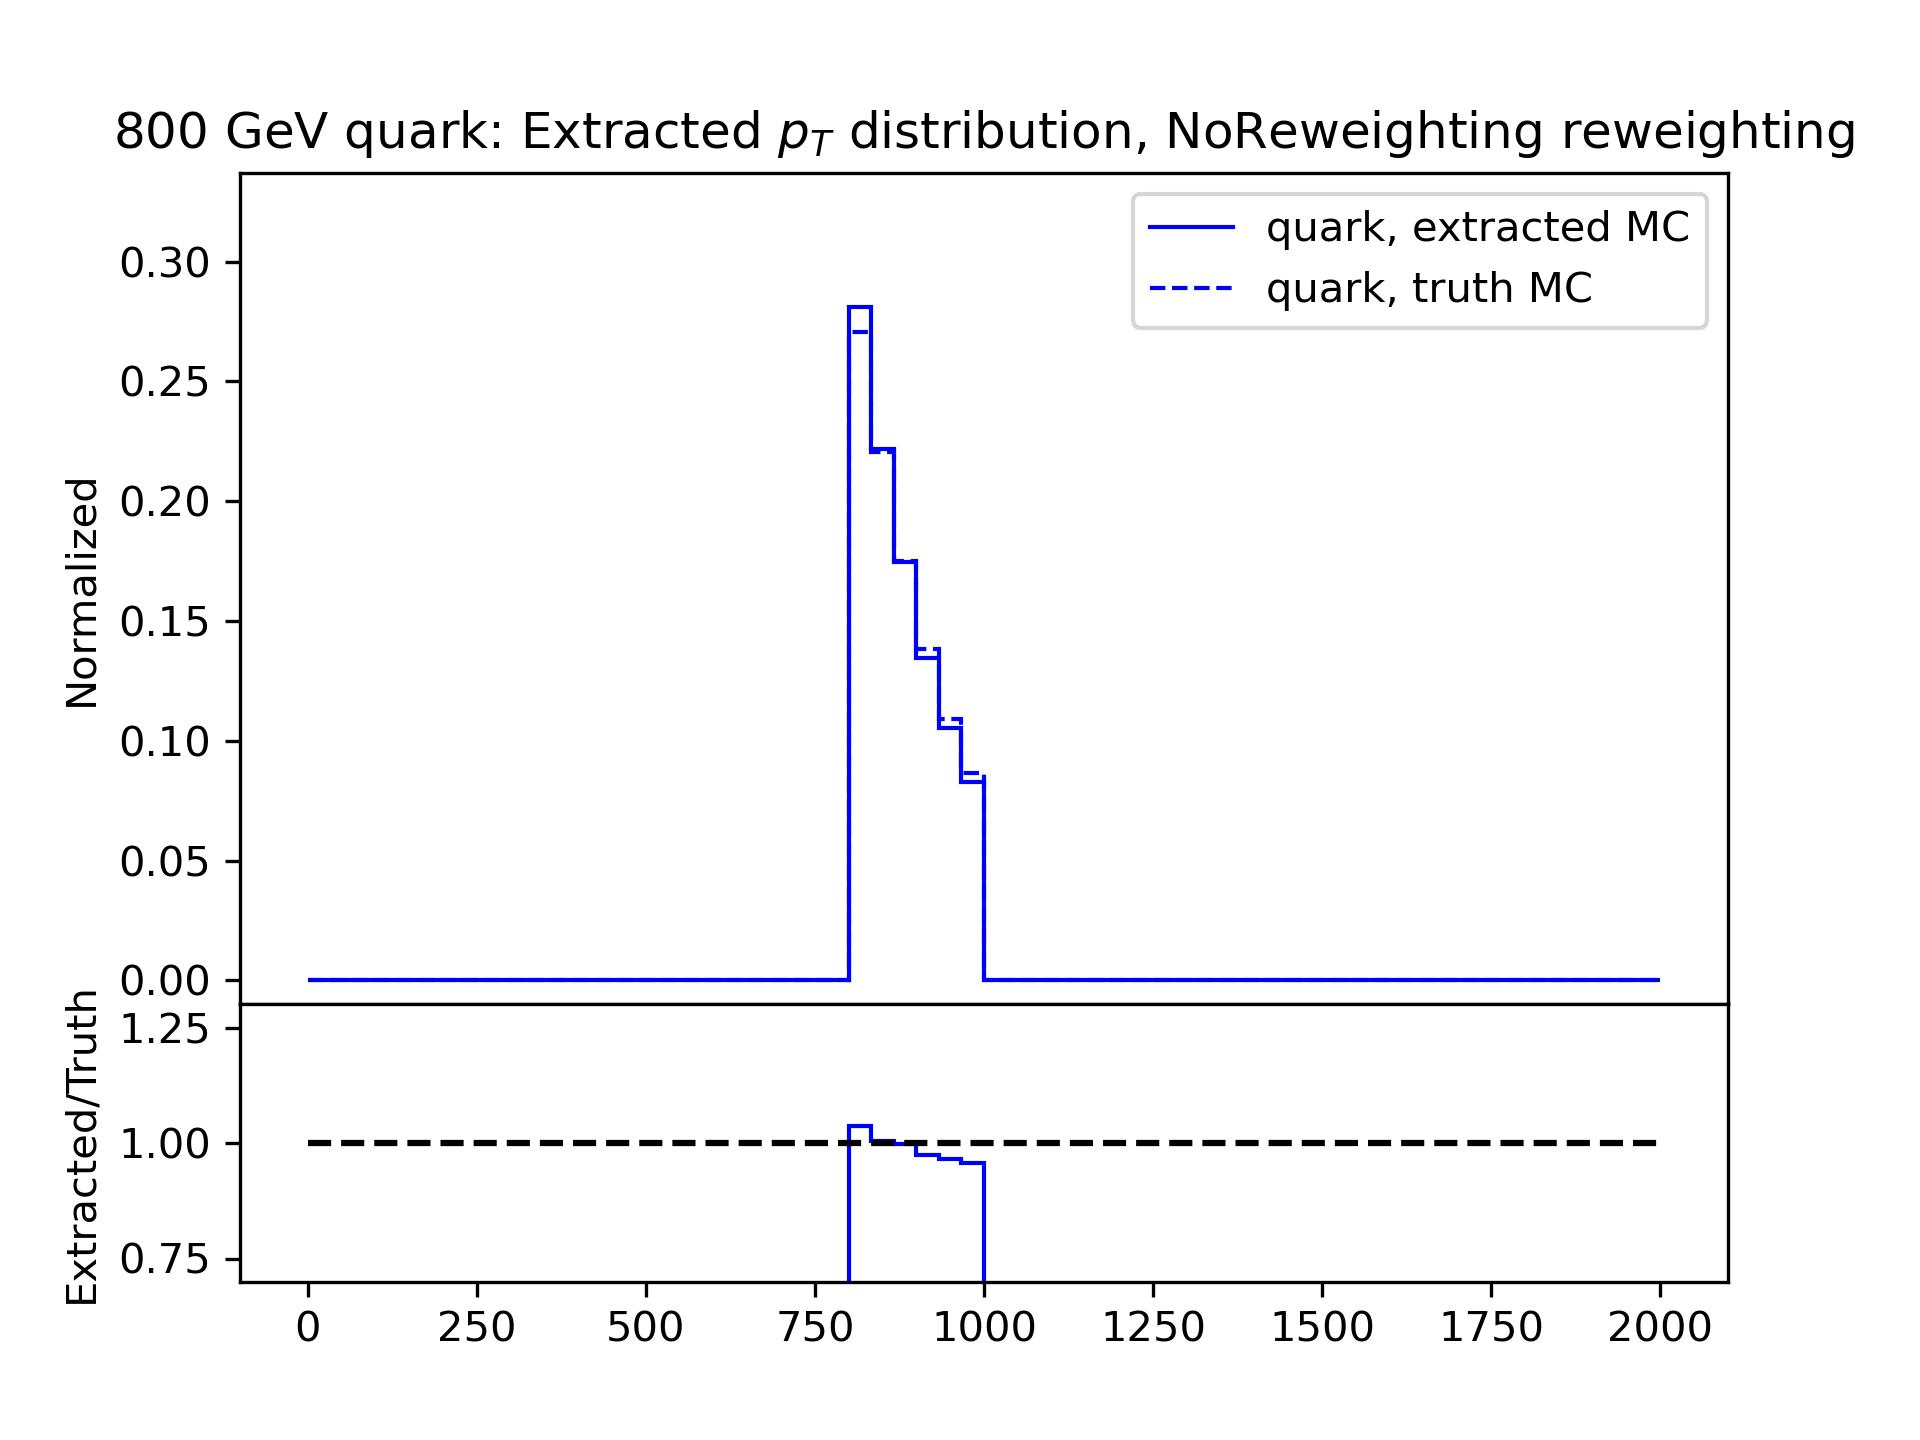 800 GeV quark: Extracted p_T distribution, NoReweighting reweighting
quark, extracted MC
quark, truth MC
Normalized
0.30
0.25
0.20
0.15
0.10
0.05
0.00
Extracted/Truth
1.25
1.00
0.75
0 250 500 750 1000 1250 1500 1750 2000